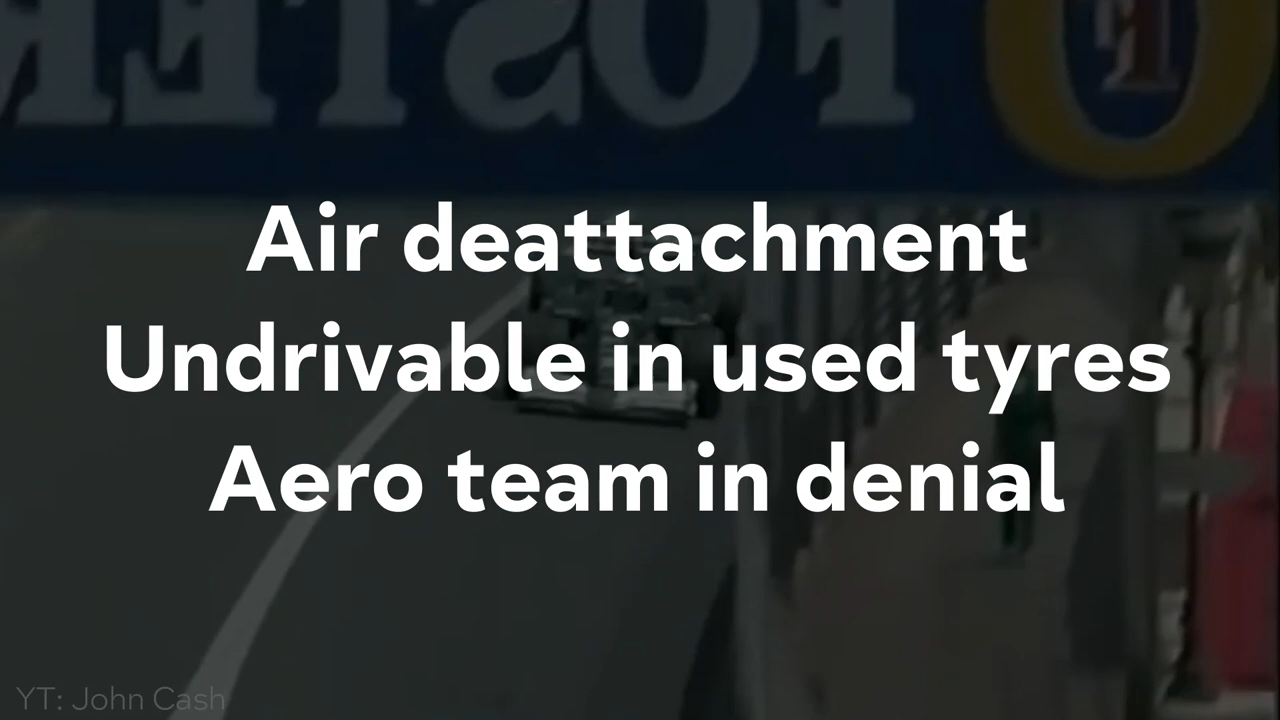 Air deattachment
Undrivable in used tyres
Aero team in denial
YT: John Cash